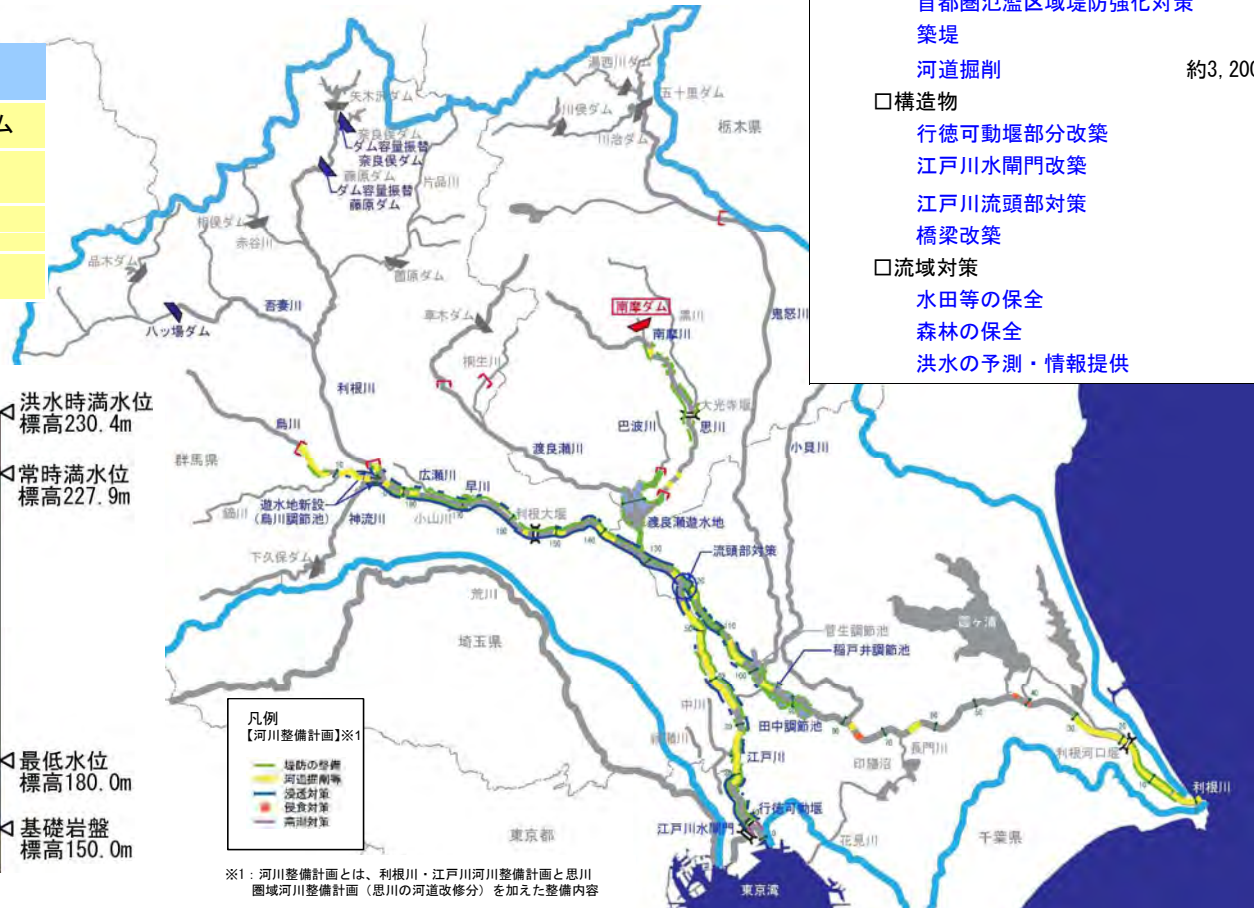 首都圏氾濫区域堤防強化対策
築堤
河道掘削 約3,200
□構造物
行徳可動堰部分改築
江戸川水閘門改築
江戸川流頭部対策
橋梁改築
□流域対策
水田等の保全
森林の保全
洪水の予測・情報提供
ム
湯西川ダム
五十里ダム
川俣ダム
川治ダム
栃木県
矢木沢ダム
奈良俣ダム
ダム容量振替
奈良俣ダム
藤原ダム
ダム容量振替
藤原ダム
片品川
相俣ダム
赤谷川
品木ダム
薗原ダム
吾妻川
八ッ場ダム
草木ダム
南摩ダム
黒川
南摩川
鬼怒川
桐生川
利根川
大光寺堰
巴波川
思川
小貝川
渡良瀬川
烏川
群馬県
広瀬川
早川
利根大堰
小山川
遊水地新設
(烏川調節池)
神流川
鏑川
下久保ダム
渡良瀬遊水地
流頭部対策
荒川
埼玉県
菅生調節池
稲戸井調節池
霞ヶ浦
中川
田中調節池
江戸川
長門川
印旛沼
利根河口堰
利根川
行徳可動堰
江戸川水閘門
花見川
千葉県
東京都
東京湾
洪水時満水位
標高230.4m
常時満水位
標高227.9m
最低水位
標高180.0m
基礎岩盤
標高150.0m
凡例
【河川整備計画】※1
堤防の整備
河道掘削等
浸透対策
侵食対策
高潮対策
※1：河川整備計画とは、利根川・江戸川河川整備計画と思川
圏域河川整備計画（思川の河道改修分）を加えた整備内容